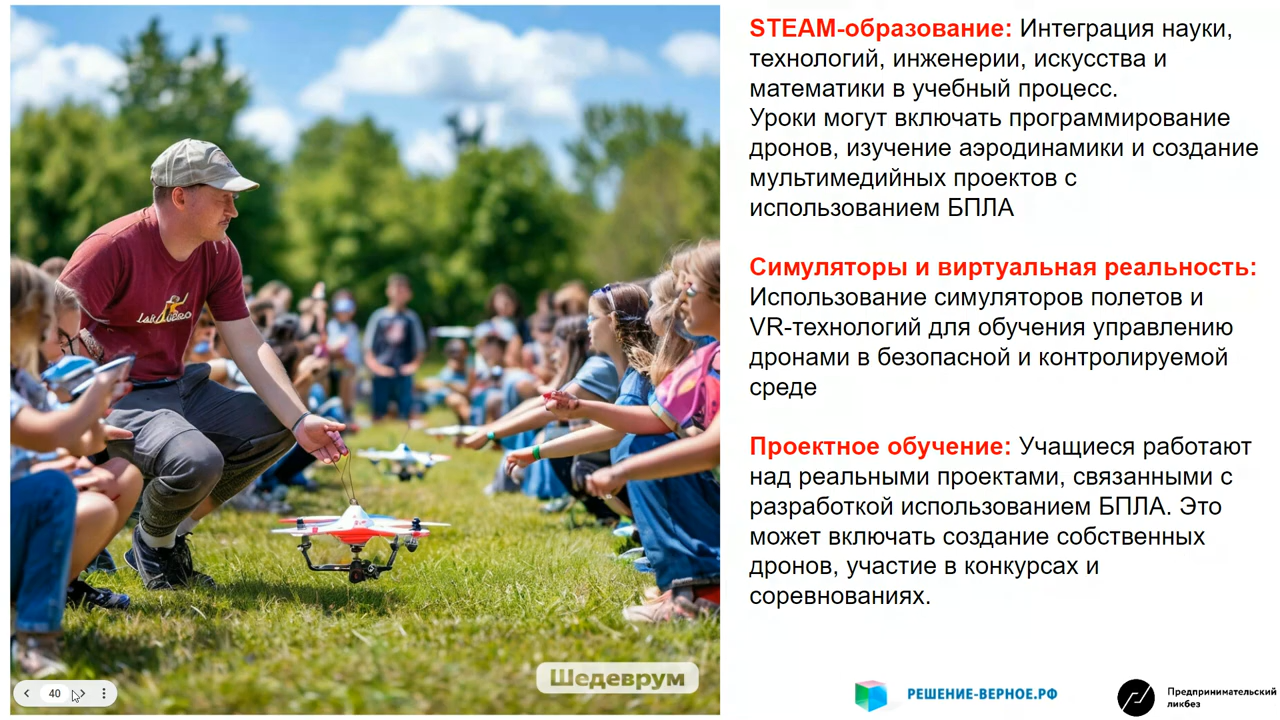 STEAM-образование: Интеграция науки,
технологий, инженерии, искусства и
математики в учебный процесс.
Уроки могут включать программирование
дронов, изучение аэродинамики и создание
мультимедийных проектов с
использованием БПЛА
Симуляторы и виртуальная реальность:
Использование симуляторов полетов и
VR-технологий для обучения управлению
дронами в безопасной и контролируемой
среде
Проектное обучение: Учащиеся работают
над реальными проектами, связанными с
разработкой использованием БПЛА. Это
может включать создание собственных
дронов, участие в конкурсах и
соревнованиях.
Шедеврум
40
РЕШЕНИЕ-ВЕРНОЕ.РФ
Предпринимательский
ликбез